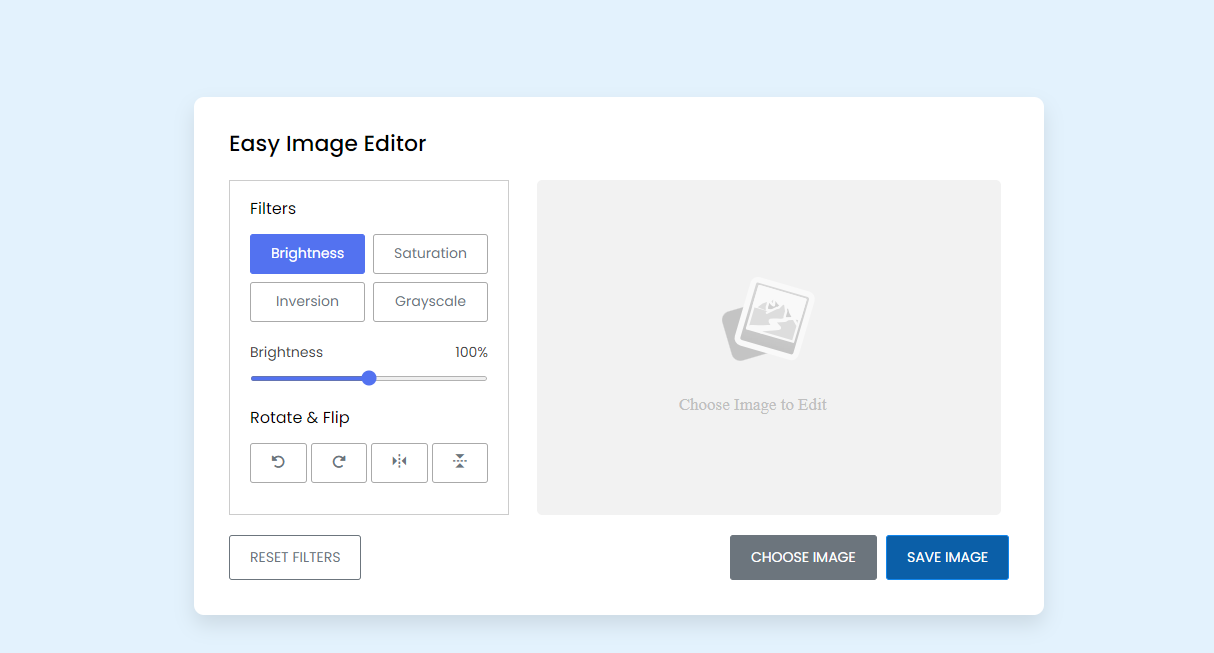 Easy Image Editor
Filters
Brightness
Saturation
Inversion
Grayscale
Brightness 100%
Rotate & Flip
Choose Image to Edit
RESET FILTERS
CHOOSE IMAGE
SAVE IMAGE